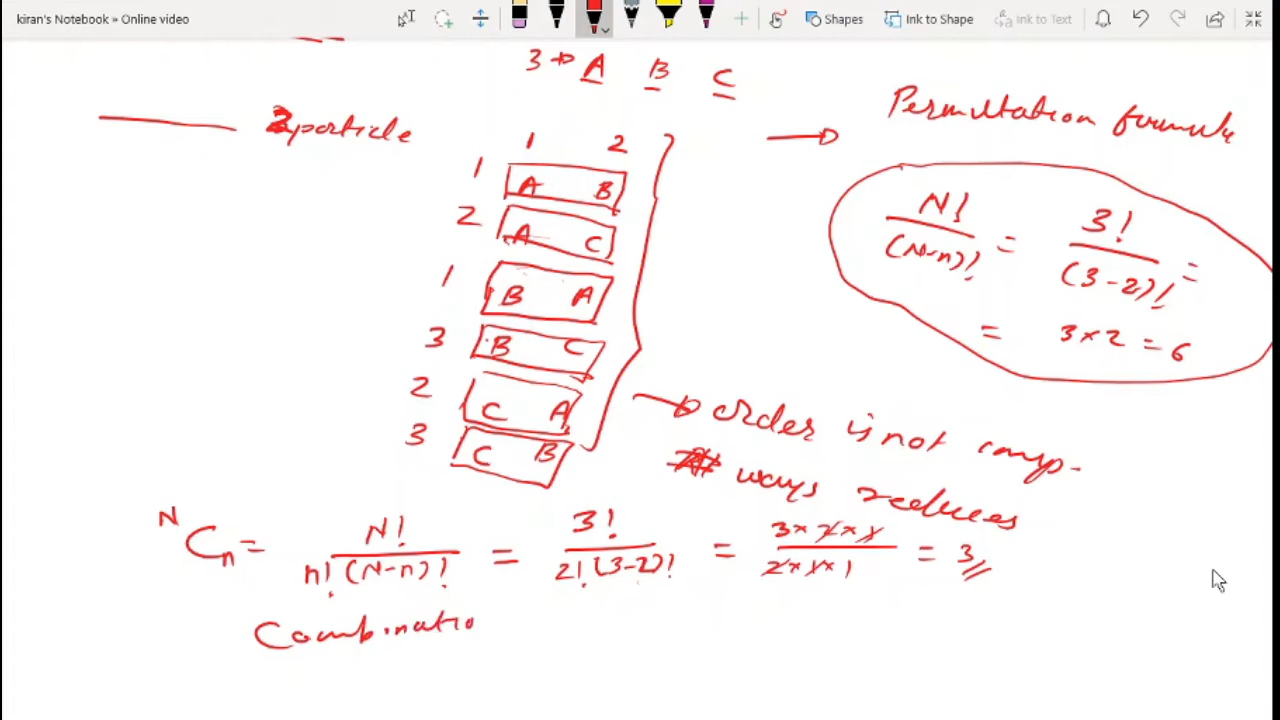 kiran's Notebook » Online video
Shapes
Ink to Shape
Ink to Text
3 → A B C
2 particle
1 2
1 A B
2 A C
1 B A
3 B C
2 C A
3 C B
→ Permutation formula
N!/(N-n)! = 3!/(3-2)! =
= 3×2 = 6
→ order is not imp.
# ways reduces
ᴺCₙ = N!/n!(N-n)! = 3!/2!(3-2)! = 3×2×1/2×1×1 = 3
Combinatio